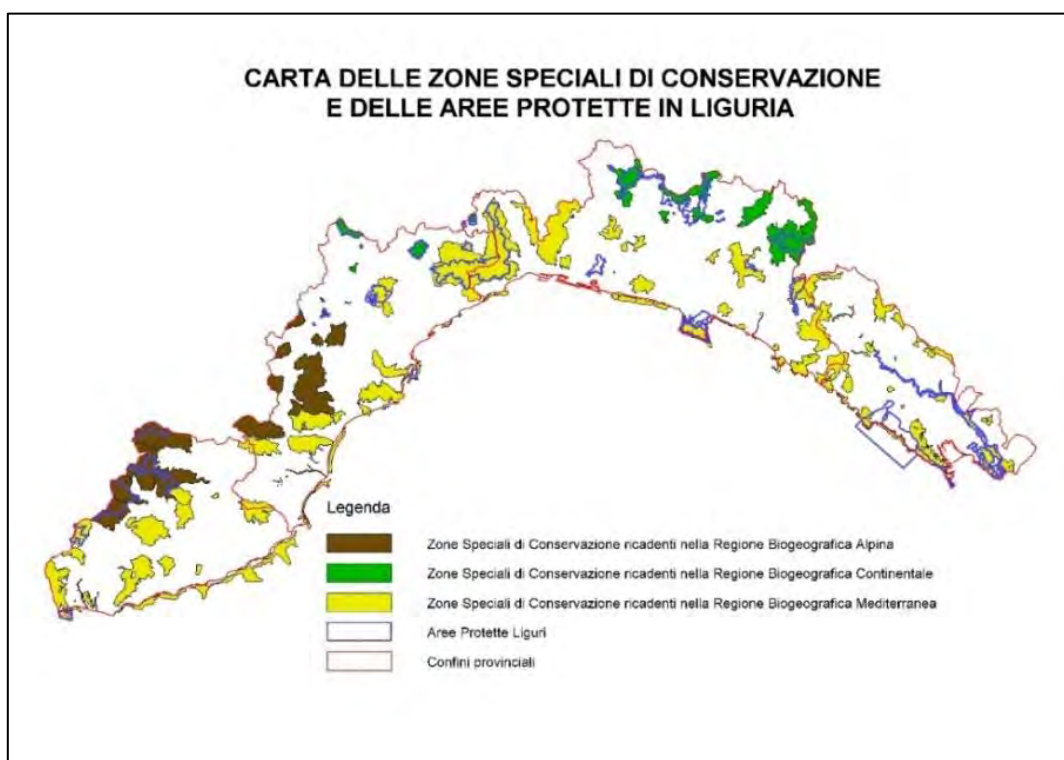 CARTA DELLE ZONE SPECIALI DI CONSERVAZIONE
E DELLE AREE PROTETTE IN LIGURIA
Legenda
Zone Speciali di Conservazione ricadenti nella Regione Biogeografica Alpina
Zone Speciali di Conservazione ricadenti nella Regione Biogeografica Continentale
Zone Speciali di Conservazione ricadenti nella Regione Biogeografica Mediterranea
Aree Protette Liguri
Confini provinciali